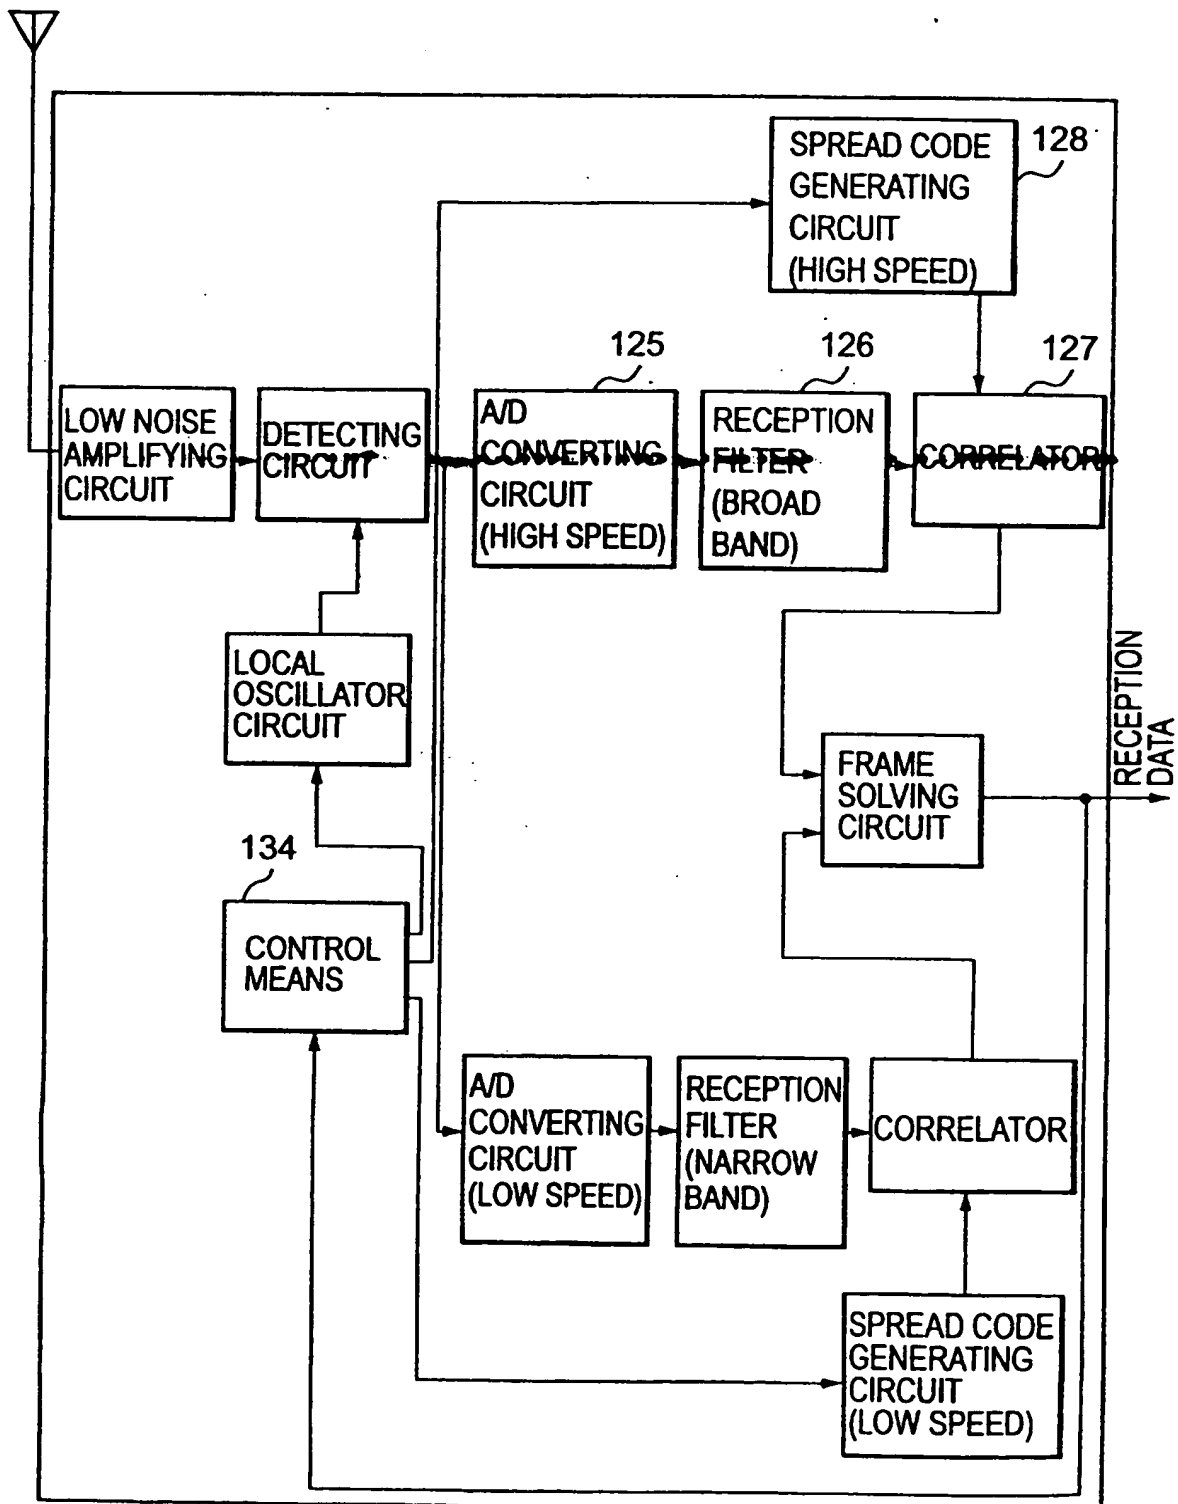 128
SPREAD CODE
GENERATING
CIRCUIT
(HIGH SPEED)
125
126
127
LOW NOISE
AMPLIFYING
CIRCUIT
DETECTING
CIRCUIT
A/D
CONVERTING
CIRCUIT
(HIGH SPEED)
RECEPTION
FILTER
(BROAD
BAND)
CORRELATOR
LOCAL
OSCILLATOR
CIRCUIT
RECEPTION
DATA
FRAME
SOLVING
CIRCUIT
134
CONTROL
MEANS
A/D
CONVERTING
CIRCUIT
(LOW SPEED)
RECEPTION
FILTER
(NARROW
BAND)
CORRELATOR
SPREAD CODE
GENERATING
CIRCUIT
(LOW SPEED)